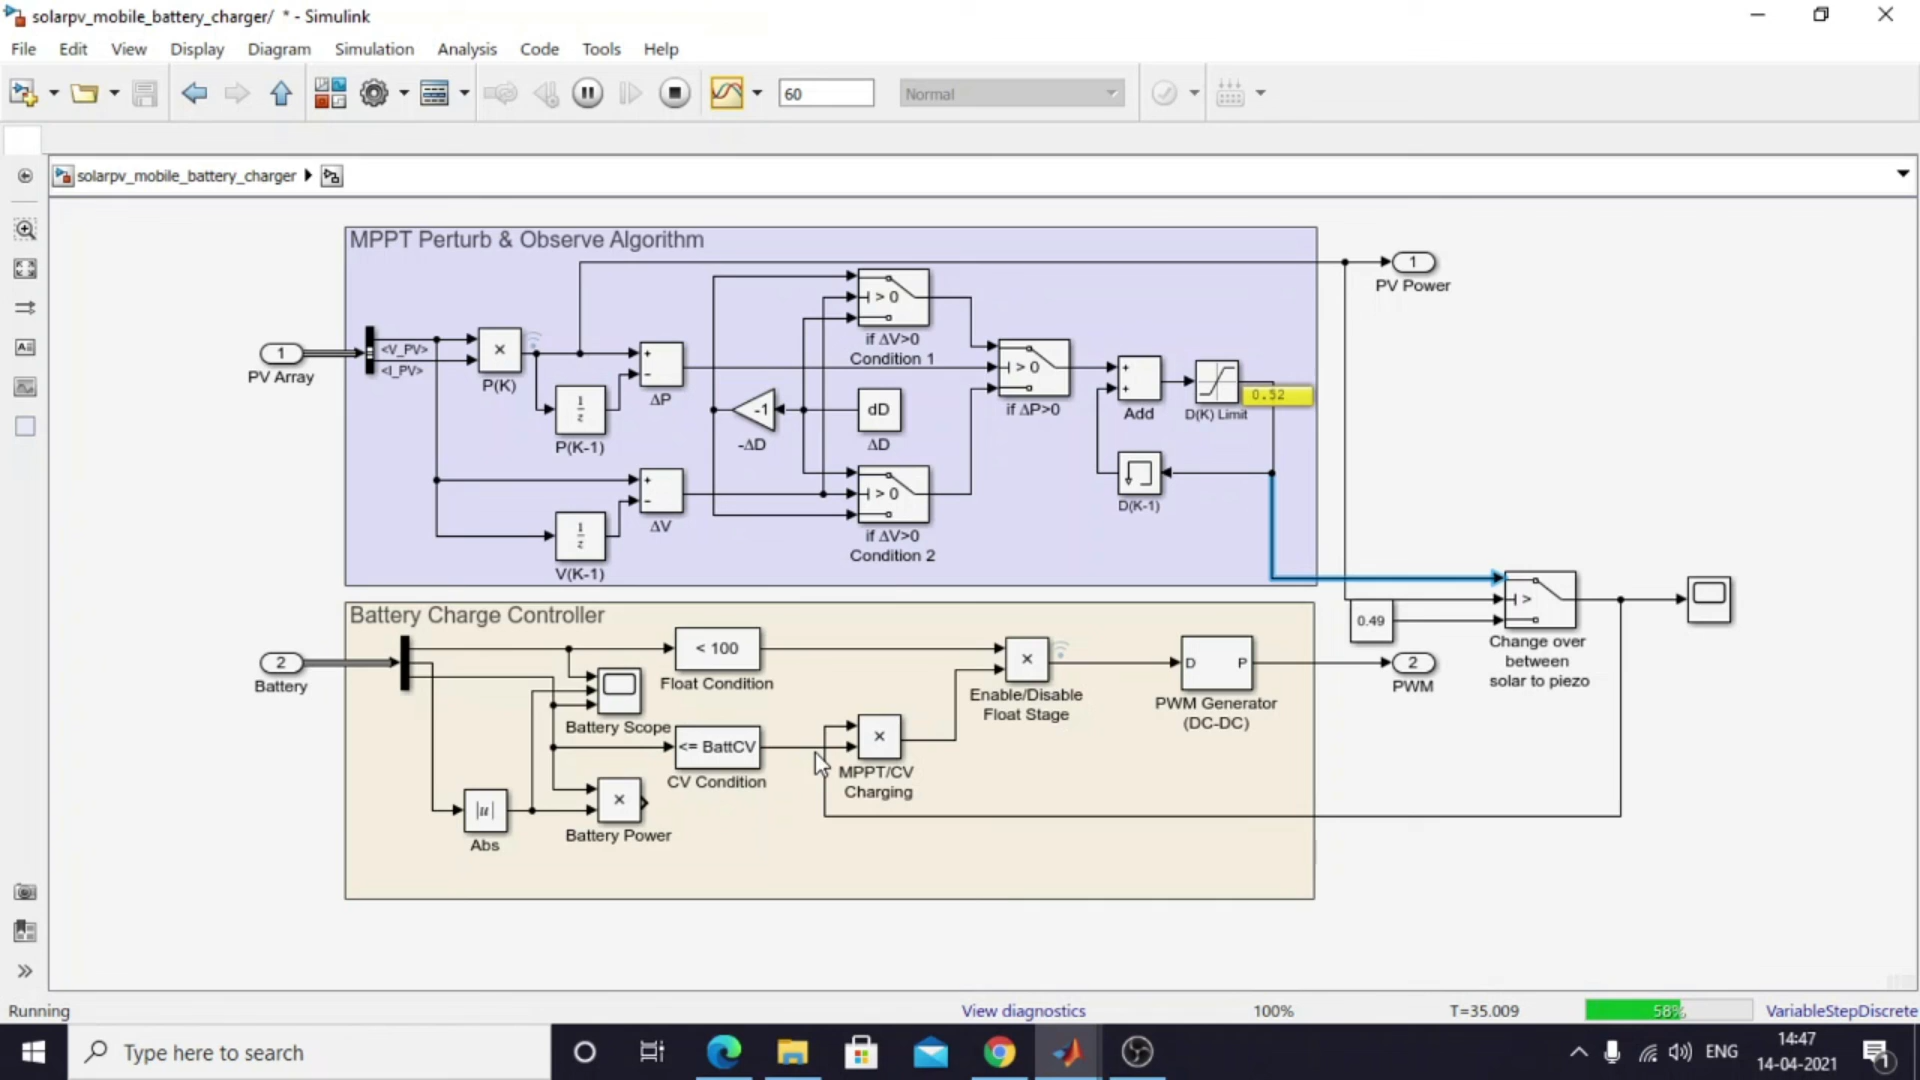 solarpv_mobile_battery_charger/ * - Simulink
File Edit View Display Diagram Simulation Analysis Code Tools Help
60
Normal
solarpv_mobile_battery_charger
MPPT Perturb & Observe Algorithm
1
PV Array
<V_PV>
<I_PV>
×
P(K)
1
z
P(K-1)
1
z
V(K-1)
+
-
ΔP
+
-
ΔV
-1
-ΔD
dD
ΔD
> 0
if ΔV>0
Condition 1
> 0
if ΔV>0
Condition 2
> 0
if ΔP>0
+
+
Add
D(K) Limit
0.52
D(K-1)
1
PV Power
0.49
>
Change over
between
solar to piezo
Battery Charge Controller
2
Battery
|u|
Abs
Battery Scope
×
Battery Power
< 100
Float Condition
<= BattCV
CV Condition
×
MPPT/CV
Charging
×
Enable/Disable
Float Stage
D P
PWM Generator
(DC-DC)
2
PWM
Running
View diagnostics
100%
T=35.009
58%
VariableStepDiscrete
Type here to search
ENG
14:47
14-04-2021
1